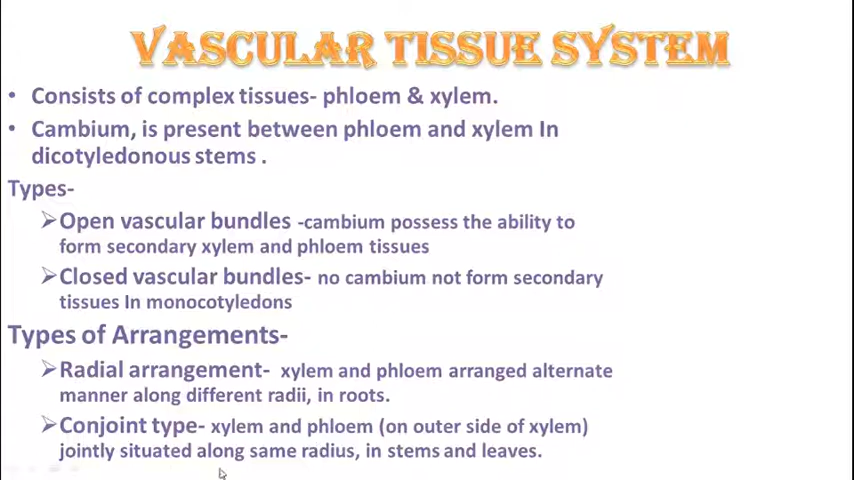 VASCULAR TISSUE SYSTEM
• Consists of complex tissues- phloem & xylem.
• Cambium, is present between phloem and xylem In
dicotyledonous stems .
Types-
➢Open vascular bundles -cambium possess the ability to
form secondary xylem and phloem tissues
➢Closed vascular bundles- no cambium not form secondary
tissues In monocotyledons
Types of Arrangements-
➢Radial arrangement- xylem and phloem arranged alternate
manner along different radii, in roots.
➢Conjoint type- xylem and phloem (on outer side of xylem)
jointly situated along same radius, in stems and leaves.